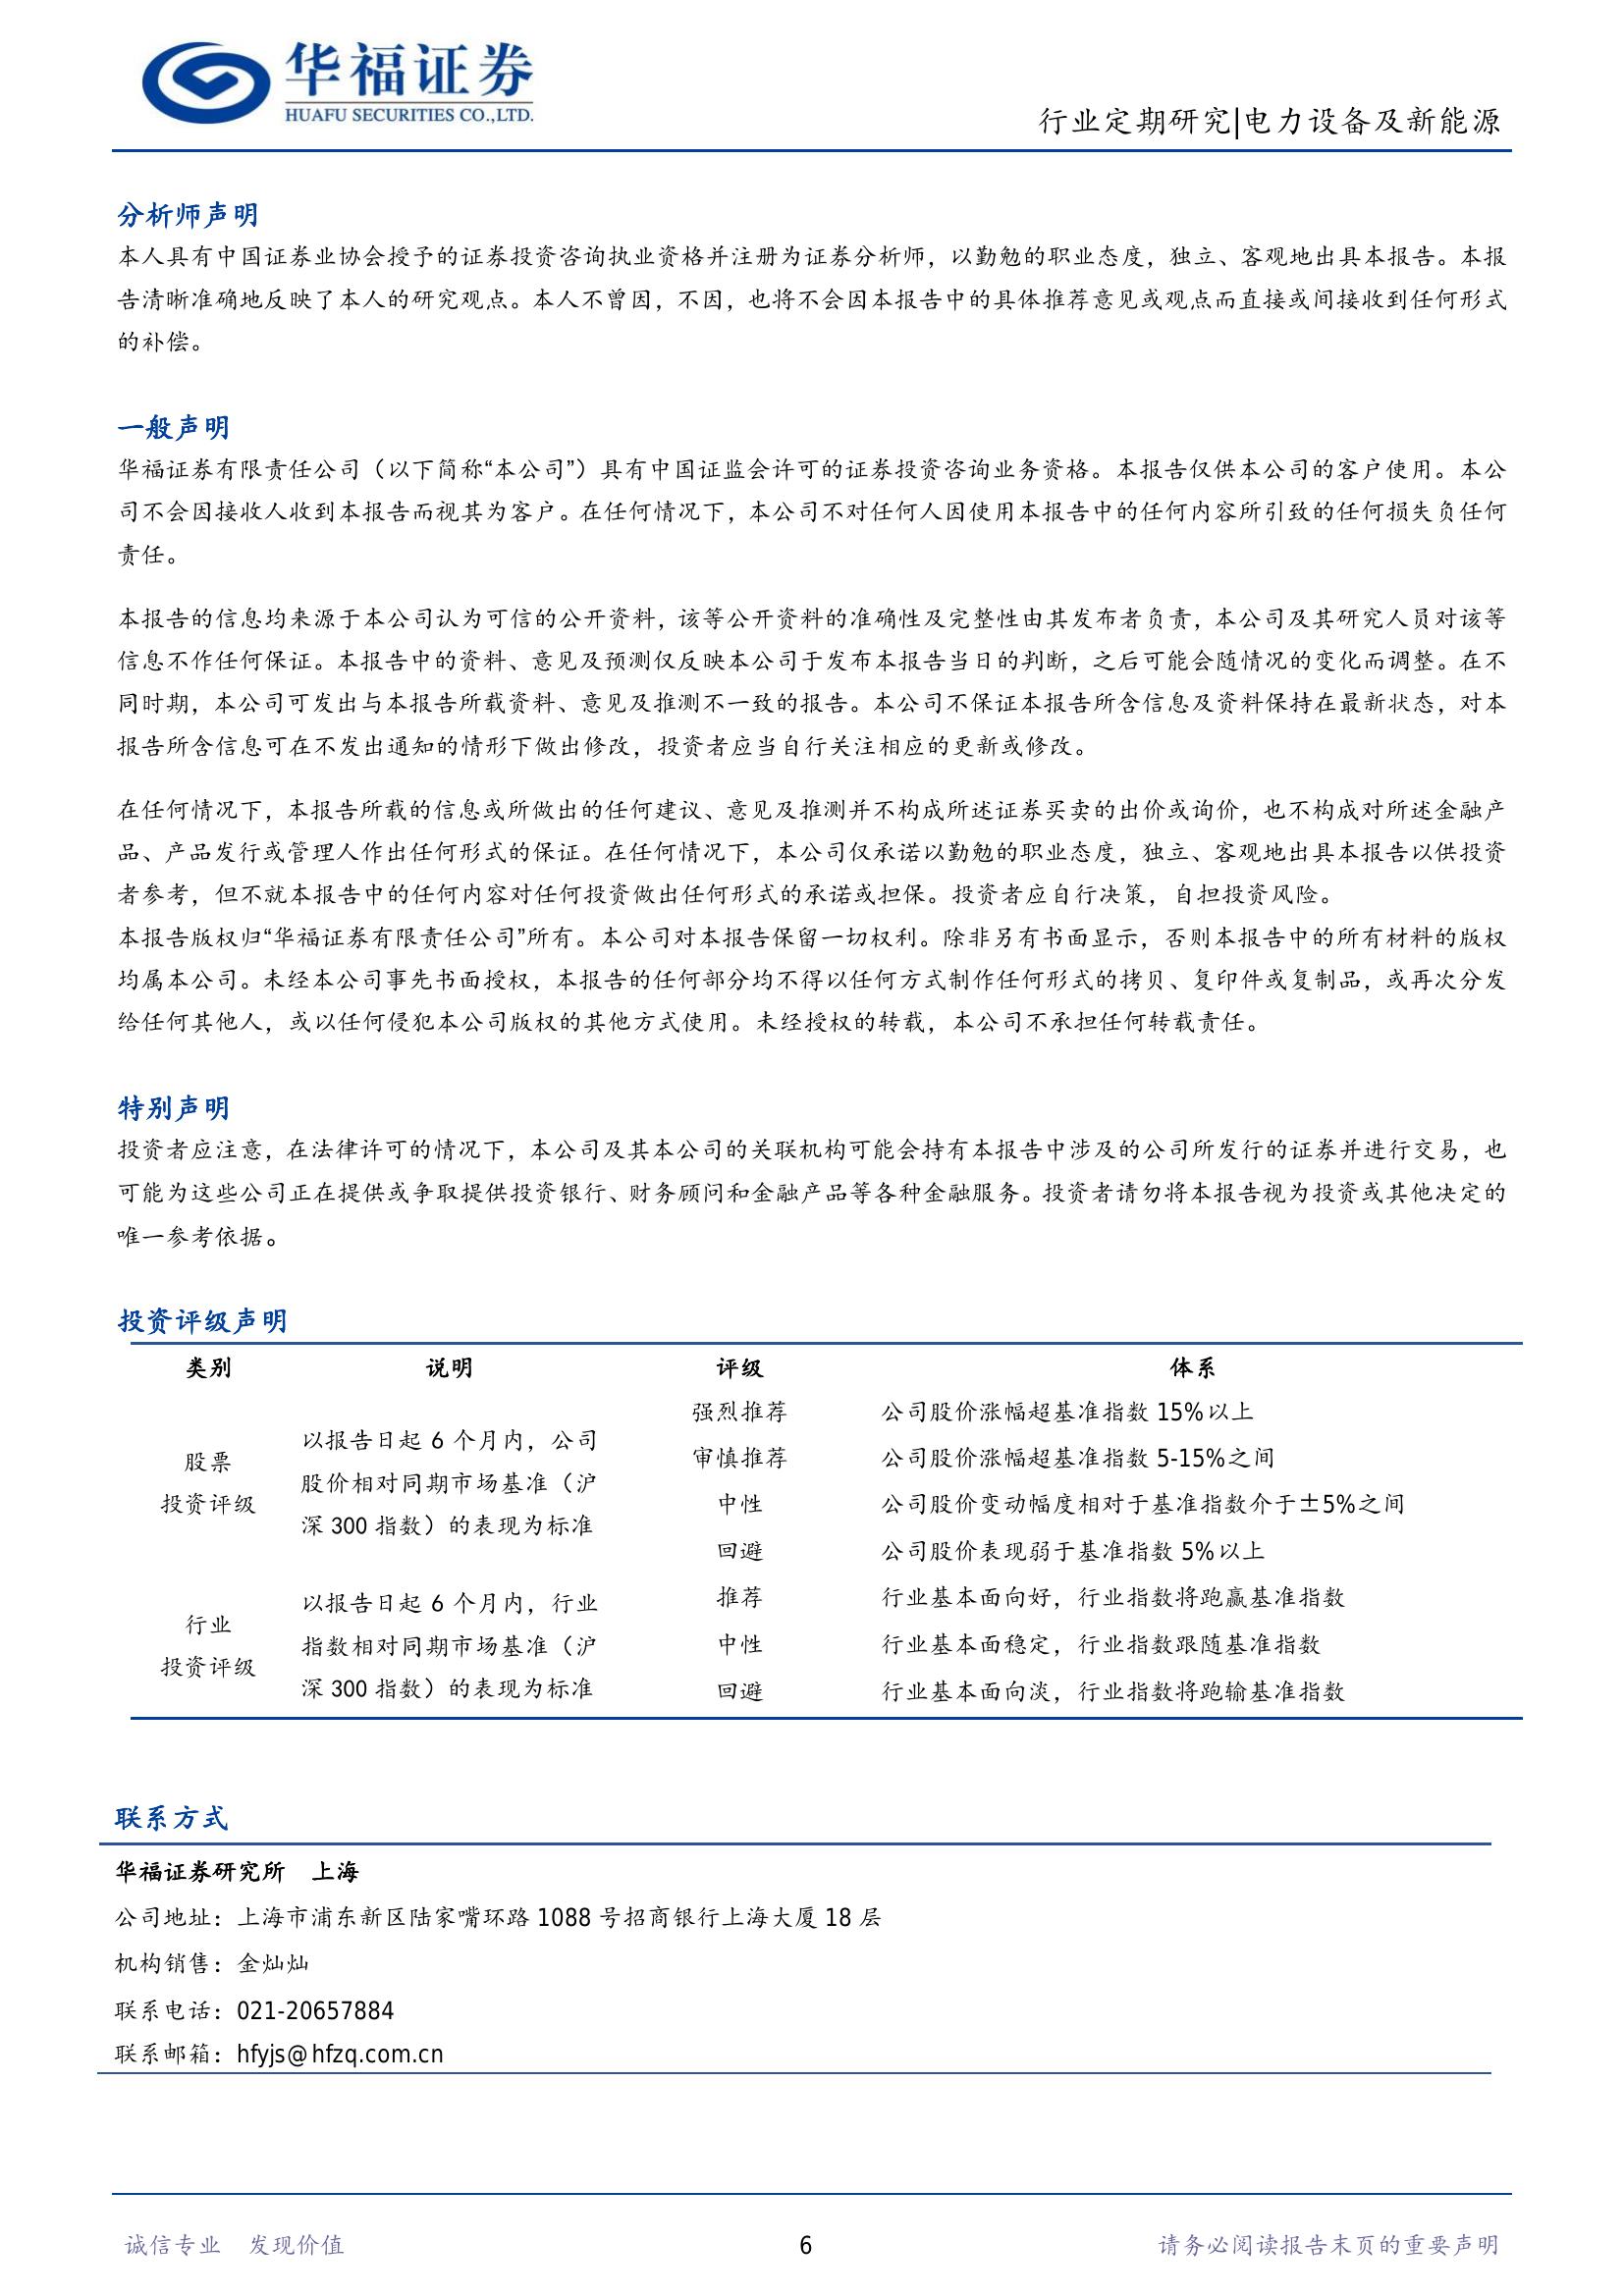 华福证券
HUAFU SECURITIES CO.,LTD.
行业定期研究|电力设备及新能源
分析师声明
本人具有中国证券业协会授予的证券投资咨询执业资格并注册为证券分析师，以勤勉的职业态度，独立、客观地出具本报告。本报
告清晰准确地反映了本人的研究观点。本人不曾因，不因，也将不会因本报告中的具体推荐意见或观点而直接或间接收到任何形式
的补偿。
一般声明
华福证券有限责任公司（以下简称“本公司”）具有中国证监会许可的证券投资咨询业务资格。本报告仅供本公司的客户使用。本公
司不会因接收人收到本报告而视其为客户。在任何情况下，本公司不对任何人因使用本报告中的任何内容所引致的任何损失负任何
责任。
本报告的信息均来源于本公司认为可信的公开资料，该等公开资料的准确性及完整性由其发布者负责，本公司及其研究人员对该等
信息不作任何保证。本报告中的资料、意见及预测仅反映本公司于发布本报告当日的判断，之后可能会随情况的变化而调整。在不
同时期，本公司可发出与本报告所载资料、意见及推测不一致的报告。本公司不保证本报告所含信息及资料保持在最新状态，对本
报告所含信息可在不发出通知的情形下做出修改，投资者应当自行关注相应的更新或修改。
在任何情况下，本报告所载的信息或所做出的任何建议、意见及推测并不构成所述证券买卖的出价或询价，也不构成对所述金融产
品、产品发行或管理人作出任何形式的保证。在任何情况下，本公司仅承诺以勤勉的职业态度，独立、客观地出具本报告以供投资
者参考，但不就本报告中的任何内容对任何投资做出任何形式的承诺或担保。投资者应自行决策，自担投资风险。
本报告版权归“华福证券有限责任公司”所有。本公司对本报告保留一切权利。除非另有书面显示，否则本报告中的所有材料的版权
均属本公司。未经本公司事先书面授权，本报告的任何部分均不得以任何方式制作任何形式的拷贝、复印件或复制品，或再次分发
给任何其他人，或以任何侵犯本公司版权的其他方式使用。未经授权的转载，本公司不承担任何转载责任。
特别声明
投资者应注意，在法律许可的情况下，本公司及其本公司的关联机构可能会持有本报告中涉及的公司所发行的证券并进行交易，也
可能为这些公司正在提供或争取提供投资银行、财务顾问和金融产品等各种金融服务。投资者请勿将本报告视为投资或其他决定的
唯一参考依据。
投资评级声明
类别 说明 评级 体系
股票
投资评级
以报告日起 6 个月内，公司
股价相对同期市场基准（沪
深 300 指数）的表现为标准
强烈推荐 公司股价涨幅超基准指数 15%以上
审慎推荐 公司股价涨幅超基准指数 5-15%之间
中性 公司股价变动幅度相对于基准指数介于±5%之间
回避 公司股价表现弱于基准指数 5%以上
行业
投资评级
以报告日起 6 个月内，行业
指数相对同期市场基准（沪
深 300 指数）的表现为标准
推荐 行业基本面向好，行业指数将跑赢基准指数
中性 行业基本面稳定，行业指数跟随基准指数
回避 行业基本面向淡，行业指数将跑输基准指数
联系方式
华福证券研究所 上海
公司地址：上海市浦东新区陆家嘴环路 1088 号招商银行上海大厦 18 层
机构销售：金灿灿
联系电话：021-20657884
联系邮箱：hfyjs@hfzq.com.cn
诚信专业 发现价值 6 请务必阅读报告末页的重要声明